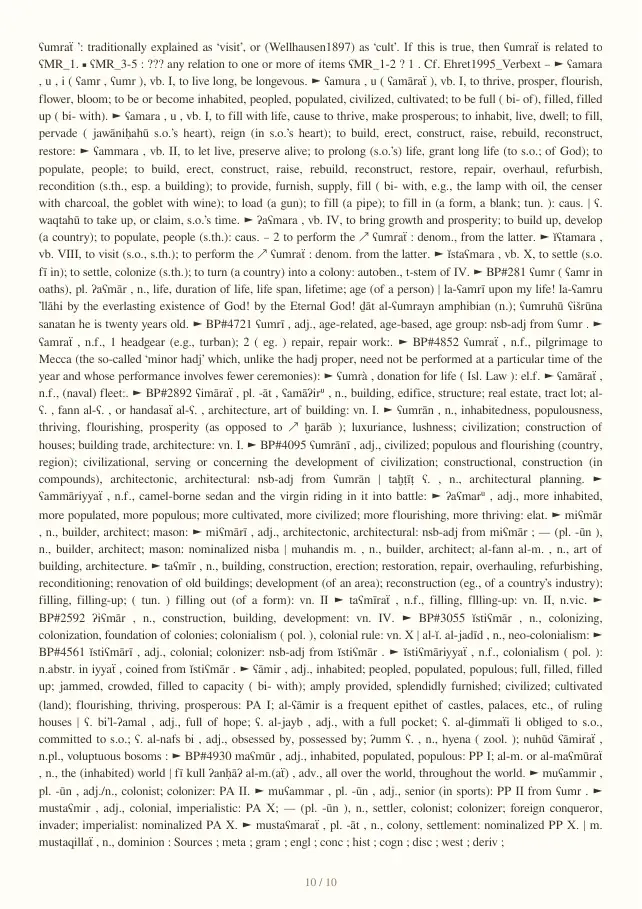 ʕumraẗ ʻ: traditionally explained as ‘visit’, or (Wellhausen1897) as ‘cult’. If this is true, then ʕumraẗ is related to
ʕMR_1. ▪ ʕMR_3-5 : ??? any relation to one or more of items ʕMR_1-2 ? 1 . Cf. Ehret1995_Verbext – ► ʕamara
, u , i ( ʕamr , ʕumr ), vb. I, to live long, be longevous. ► ʕamura , u ( ʕamāraẗ ), vb. I, to thrive, prosper, flourish,
flower, bloom; to be or become inhabited, peopled, populated, civilized, cultivated; to be full ( bi- of), filled, filled
up ( bi- with). ► ʕamara , u , vb. I, to fill with life, cause to thrive, make prosperous; to inhabit, live, dwell; to fill,
pervade ( jawāniḥahū s.o.’s heart), reign (in s.o.’s heart); to build, erect, construct, raise, rebuild, reconstruct,
restore: ► ʕammara , vb. II, to let live, preserve alive; to prolong (s.o.’s) life, grant long life (to s.o.; of God); to
populate, people; to build, erect, construct, raise, rebuild, reconstruct, restore, repair, overhaul, refurbish,
recondition (s.th., esp. a building); to provide, furnish, supply, fill ( bi- with, e.g., the lamp with oil, the censer
with charcoal, the goblet with wine); to load (a gun); to fill (a pipe); to fill in (a form, a blank; tun. ): caus. | ʕ.
waqtahū to take up, or claim, s.o.’s time. ► ʔaʕmara , vb. IV, to bring growth and prosperity; to build up, develop
(a country); to populate, people (s.th.): caus. – 2 to perform the ↗ ʕumraẗ : denom., from the latter. ► ĭʕtamara ,
vb. VIII, to visit (s.o., s.th.); to perform the ↗ ʕumraẗ : denom. from the latter. ► ĭstaʕmara , vb. X, to settle (s.o.
fī in); to settle, colonize (s.th.); to turn (a country) into a colony: autoben., t-stem of IV. ► BP#281 ʕumr ( ʕamr in
oaths), pl. ʔaʕmār , n., life, duration of life, life span, lifetime; age (of a person) | la-ʕamrī upon my life! la-ʕamru
’llāhi by the everlasting existence of God! by the Eternal God! ḏāt al-ʕumrayn amphibian (n.); ʕumruhū ʕišrūna
sanatan he is twenty years old. ► BP#4721 ʕumrī , adj., age-related, age-based, age group: nsb-adj from ʕumr . ►
ʕamraẗ , n.f., 1 headgear (e.g., turban); 2 ( eg. ) repair, repair work:. ► BP#4852 ʕumraẗ , n.f., pilgrimage to
Mecca (the so-called ‘minor hadj’ which, unlike the hadj proper, need not be performed at a particular time of the
year and whose performance involves fewer ceremonies): ► ʕumrà , donation for life ( Isl. Law ): el.f. ► ʕamāraẗ ,
n.f., (naval) fleet:. ► BP#2892 ʕimāraẗ , pl. -āt , ʕamāʔirᵘ , n., building, edifice, structure; real estate, tract lot; al-
ʕ. , fann al-ʕ. , or handasaẗ al-ʕ. , architecture, art of building: vn. I. ► ʕumrān , n., inhabitedness, populousness,
thriving, flourishing, prosperity (as opposed to ↗ ḫarāb ); luxuriance, lushness; civilization; construction of
houses; building trade, architecture: vn. I. ► BP#4095 ʕumrānī , adj., civilized; populous and flourishing (country,
region); civilizational, serving or concerning the development of civilization; constructional, construction (in
compounds), architectonic, architectural: nsb-adj from ʕumrān | taḫṭīṭ ʕ. , n., architectural planning. ►
ʕammāriyyaẗ , n.f., camel-borne sedan and the virgin riding in it into battle: ► ʔaʕmarᵘ , adj., more inhabited,
more populated, more populous; more cultivated, more civilized; more flourishing, more thriving: elat. ► miʕmār
, n., builder, architect; mason: ► miʕmārī , adj., architectonic, architectural: nsb-adj from miʕmār ; — (pl. -ūn ),
n., builder, architect; mason: nominalized nisba | muhandis m. , n., builder, architect; al-fann al-m. , n., art of
building, architecture. ► taʕmīr , n., building, construction, erection; restoration, repair, overhauling, refurbishing,
reconditioning; renovation of old buildings; development (of an area); reconstruction (eg., of a country’s industry);
filling, filling-up; ( tun. ) filling out (of a form): vn. II ► taʕmīraẗ , n.f., filling, fllling-up: vn. II, n.vic. ►
BP#2592 ʔiʕmār , n., construction, building, development: vn. IV. ► BP#3055 ĭstiʕmār , n., colonizing,
colonization, foundation of colonies; colonialism ( pol. ), colonial rule: vn. X | al-ĭ. al-jadīd , n., neo-colonialism: ►
BP#4561 ĭstiʕmārī , adj., colonial; colonizer: nsb-adj from ĭstiʕmār . ► ĭstiʕmāriyyaẗ , n.f., colonialism ( pol. ):
n.abstr. in iyyaẗ , coined from ĭstiʕmār . ► ʕāmir , adj., inhabited; peopled, populated, populous; full, filled, filled
up; jammed, crowded, filled to capacity ( bi- with); amply provided, splendidly furnished; civilized; cultivated
(land); flourishing, thriving, prosperous: PA I; al-ʕāmir is a frequent epithet of castles, palaces, etc., of ruling
houses | ʕ. bi’l-ʔamal , adj., full of hope; ʕ. al-jayb , adj., with a full pocket; ʕ. al-ḏimmaẗi li obliged to s.o.,
committed to s.o.; ʕ. al-nafs bi , adj., obsessed by, possessed by; ʔumm ʕ. , n., hyena ( zool. ); nuhūd ʕāmiraẗ ,
n.pl., voluptuous bosoms : ► BP#4930 maʕmūr , adj., inhabited, populated, populous: PP I; al-m. or al-maʕmūraẗ
, n., the (inhabited) world | fī kull ʔanḥāʔ al-m.(aẗ) , adv., all over the world, throughout the world. ► muʕammir ,
pl. -ūn , adj./n., colonist; colonizer: PA II. ► muʕammar , pl. -ūn , adj., senior (in sports): PP II from ʕumr . ►
mustaʕmir , adj., colonial, imperialistic: PA X; — (pl. -ūn ), n., settler, colonist; colonizer; foreign conqueror,
invader; imperialist: nominalized PA X. ► mustaʕmaraẗ , pl. -āt , n., colony, settlement: nominalized PP X. | m.
mustaqillaẗ , n., dominion : Sources ; meta ; gram ; engl ; conc ; hist ; cogn ; disc ; west ; deriv ;
10 / 10